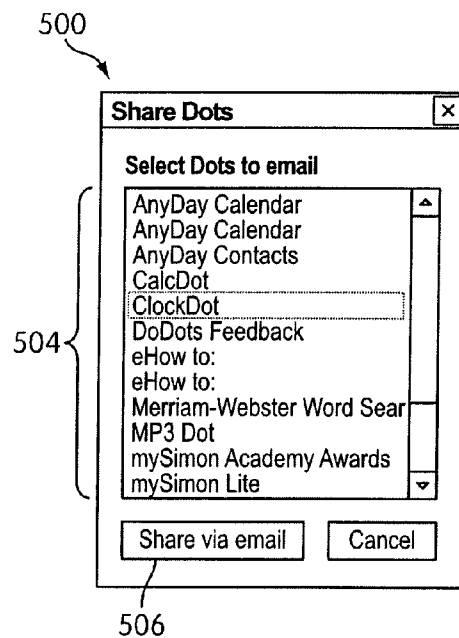 500
Share Dots ×
Select Dots to email
AnyDay Calendar
AnyDay Calendar
AnyDay Contacts
CalcDot
ClockDot
504 DoDots Feedback
eHow to:
eHow to:
Merriam-Webster Word Sear
MP3 Dot
mySimon Academy Awards
mySimon Lite
Share via email Cancel
506